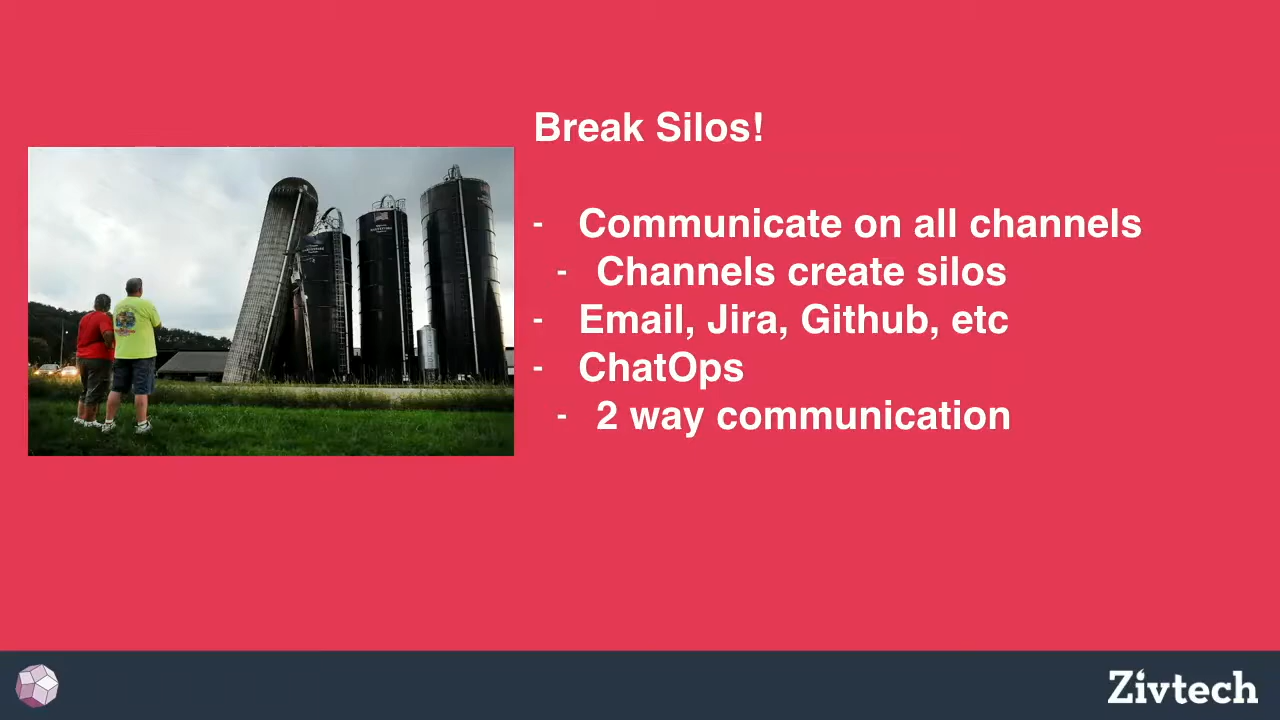 Break Silos!
- Communicate on all channels
- Channels create silos
- Email, Jira, Github, etc
- ChatOps
- 2 way communication
Zivtech